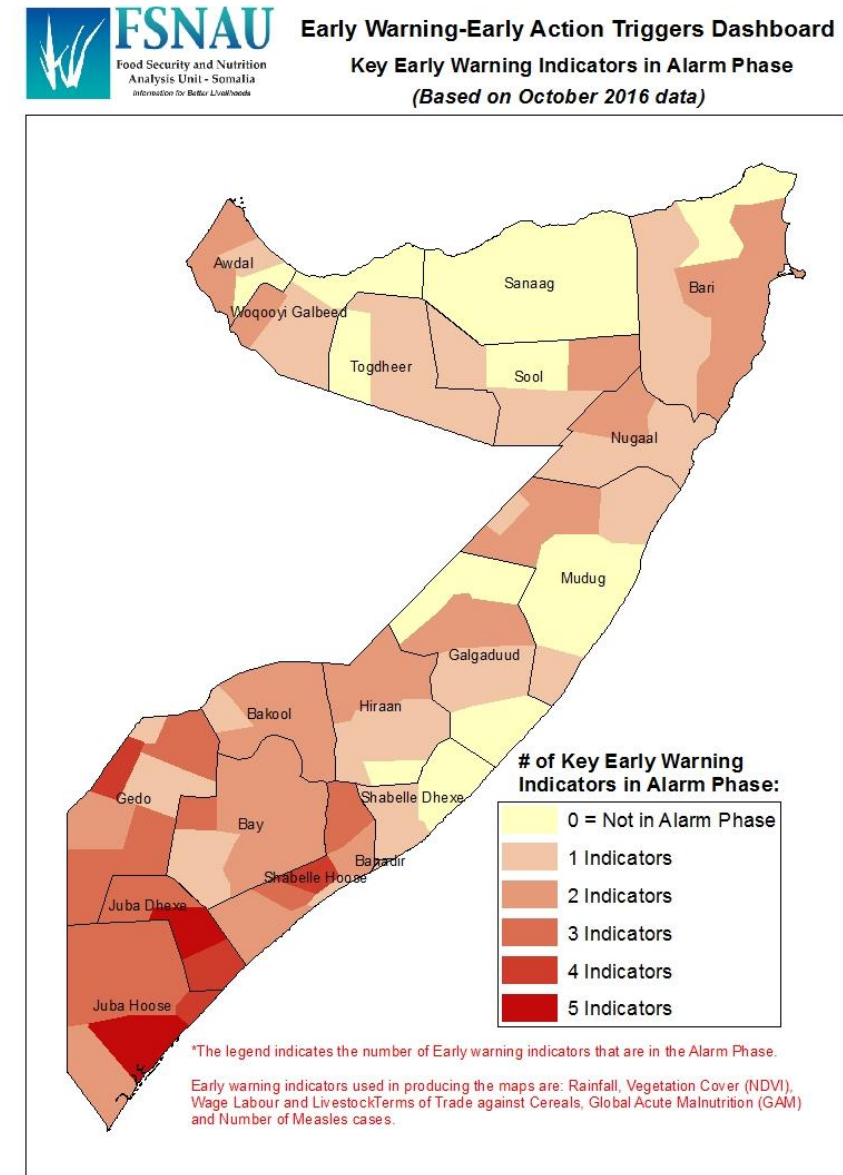 FSNAU
Food Security and Nutrition
Analysis Unit - Somalia
Information for Better Livelihoods
Early Warning-Early Action Triggers Dashboard
Key Early Warning Indicators in Alarm Phase
(Based on October 2016 data)
Awdal
Sanaag
Bari
Woqooyi Galbeed
Togdheer
Sool
Nugaal
Mudug
Galgaduud
Hiraan
Bakool
Gedo
Shabelle Dhexe
Bay
Banadir
Shabelle Hoose
Juba Dhexe
Juba Hoose
# of Key Early Warning
Indicators in Alarm Phase:
0 = Not in Alarm Phase
1 Indicators
2 Indicators
3 Indicators
4 Indicators
5 Indicators
*The legend indicates the number of Early warning indicators that are in the Alarm Phase.
Early warning indicators used in producing the maps are: Rainfall, Vegetation Cover (NDVI),
Wage Labour and LivestockTerms of Trade against Cereals, Global Acute Malnutrition (GAM)
and Number of Measles cases.